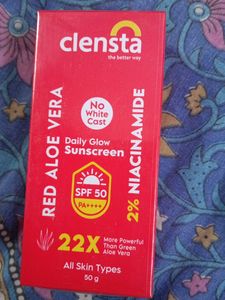 clensta
the better way
RED ALOE VERA
No
White
Cast
Daily Glow
Sunscreen
SPF 50
PA++++
2% NIACINAMIDE
22X
More Powerful
Than Green
Aloe Vera
All Skin Types
50 g